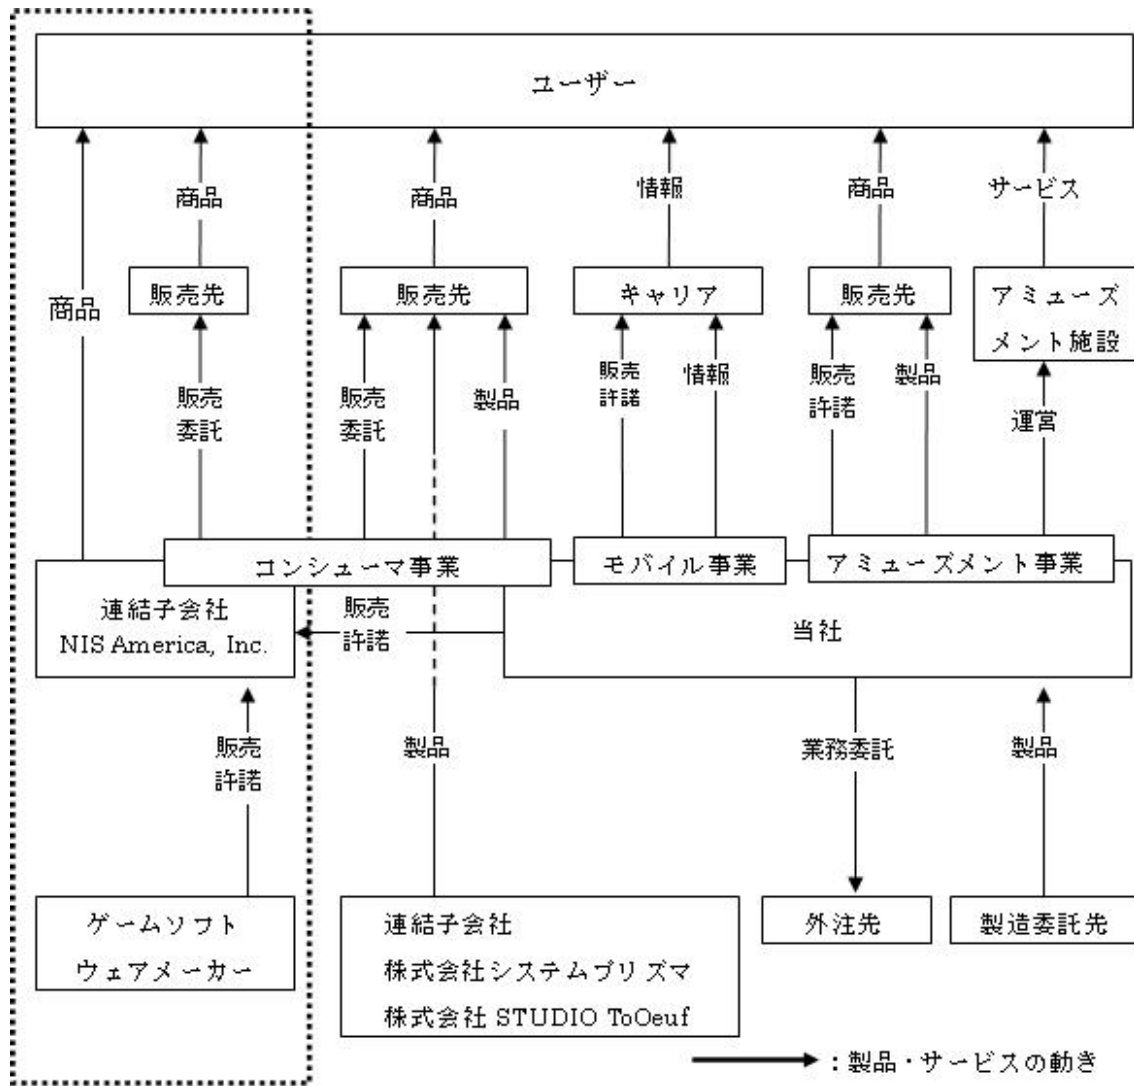 ユーザー
商品
商品
情報
商品
サービス
商品
販売先
販売先
キャリア
販売先
アミューズ
メント施設
販売
委託
販売
委託
製品
販売
許諾
情報
販売
許諾
製品
運営
コンシューマ事業
モバイル事業
アミューズメント事業
連結子会社
NIS America, Inc.
販売
許諾
当社
販売
許諾
製品
業務委託
製品
ゲームソフト
ウェアメーカー
連結子会社
株式会社システムプリズマ
株式会社 STUDIO ToOeuf
外注先
製造委託先
：製品・サービスの動き